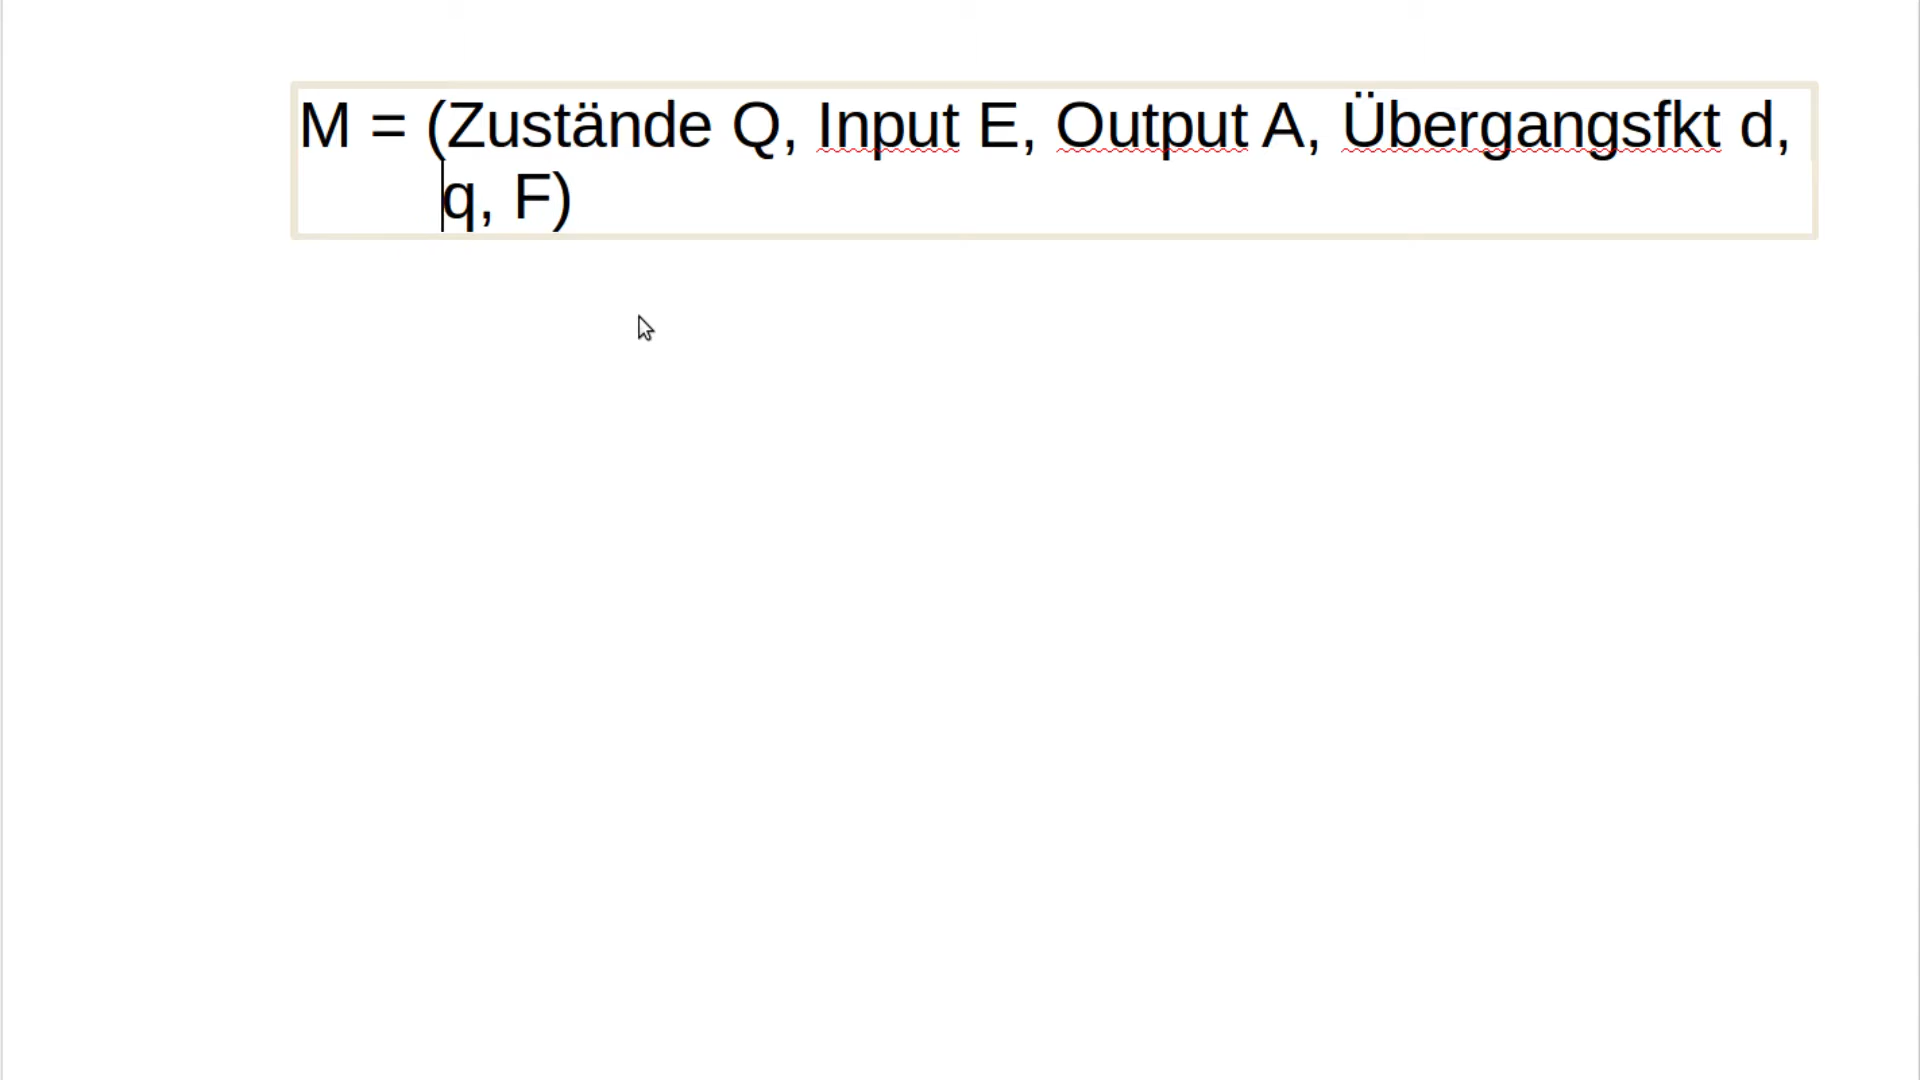 M = (Zustände Q, Input E, Output A, Übergangsfkt d,
q, F)